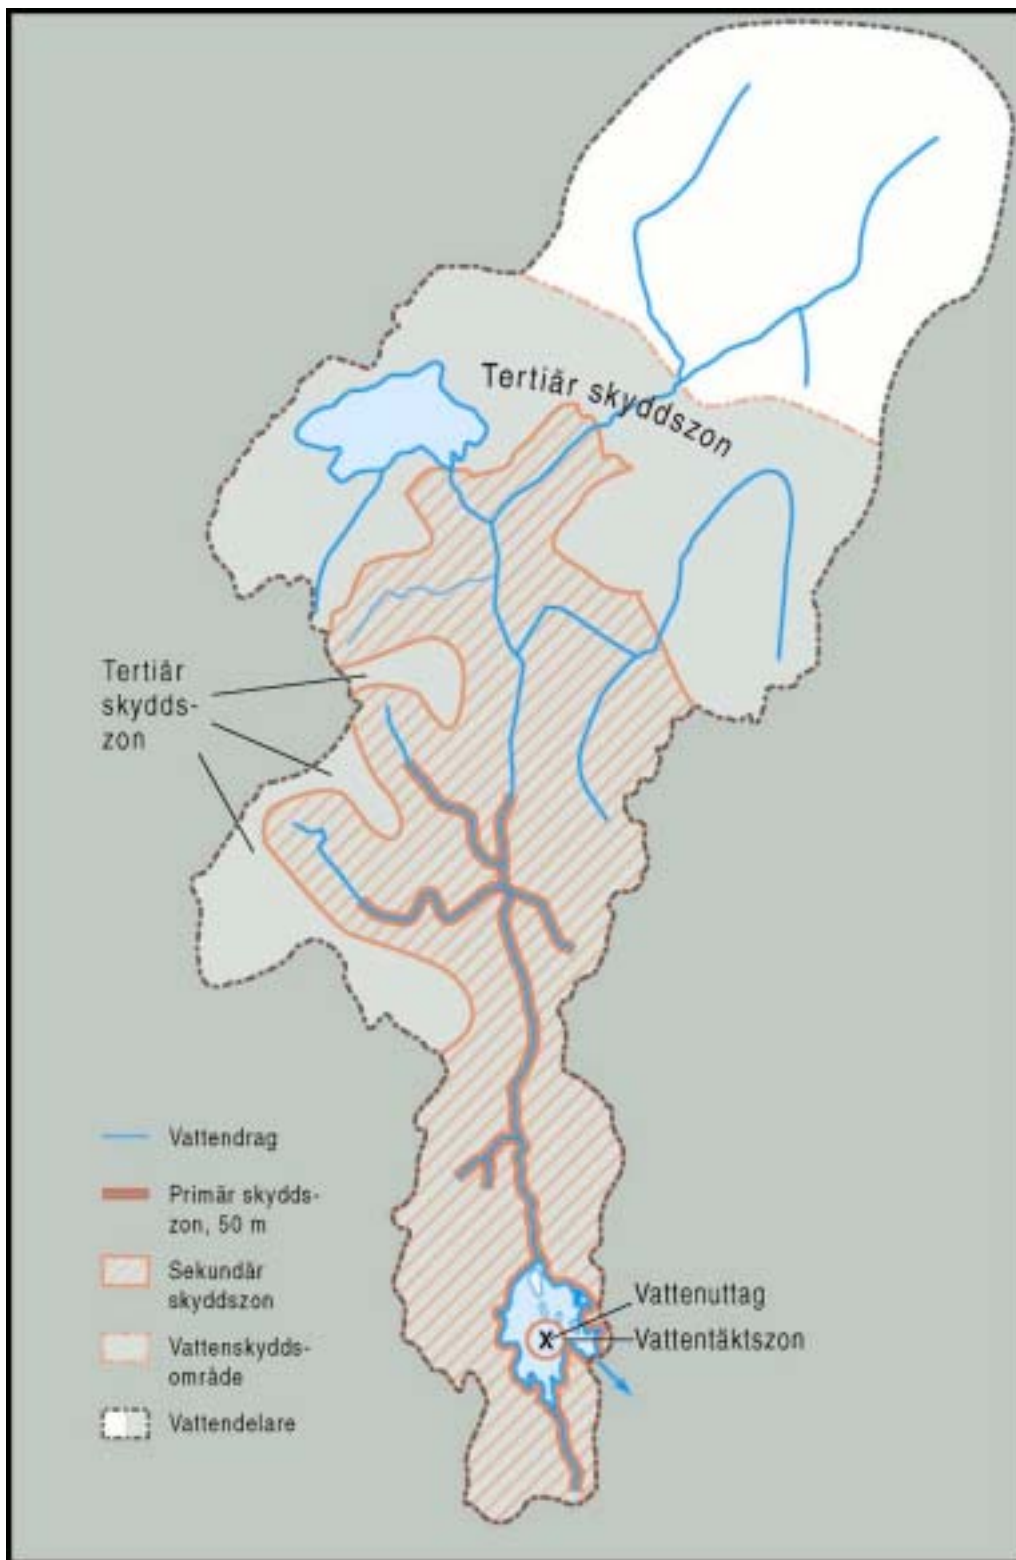 Tertiär skyddszon
Tertiär
skydds-
zon
Vattendrag
Primär skydds-
zon, 50 m
Sekundär
skyddszon
Vattenskydds-
område
Vattendelare
Vattenuttag
X
Vattentäktszon